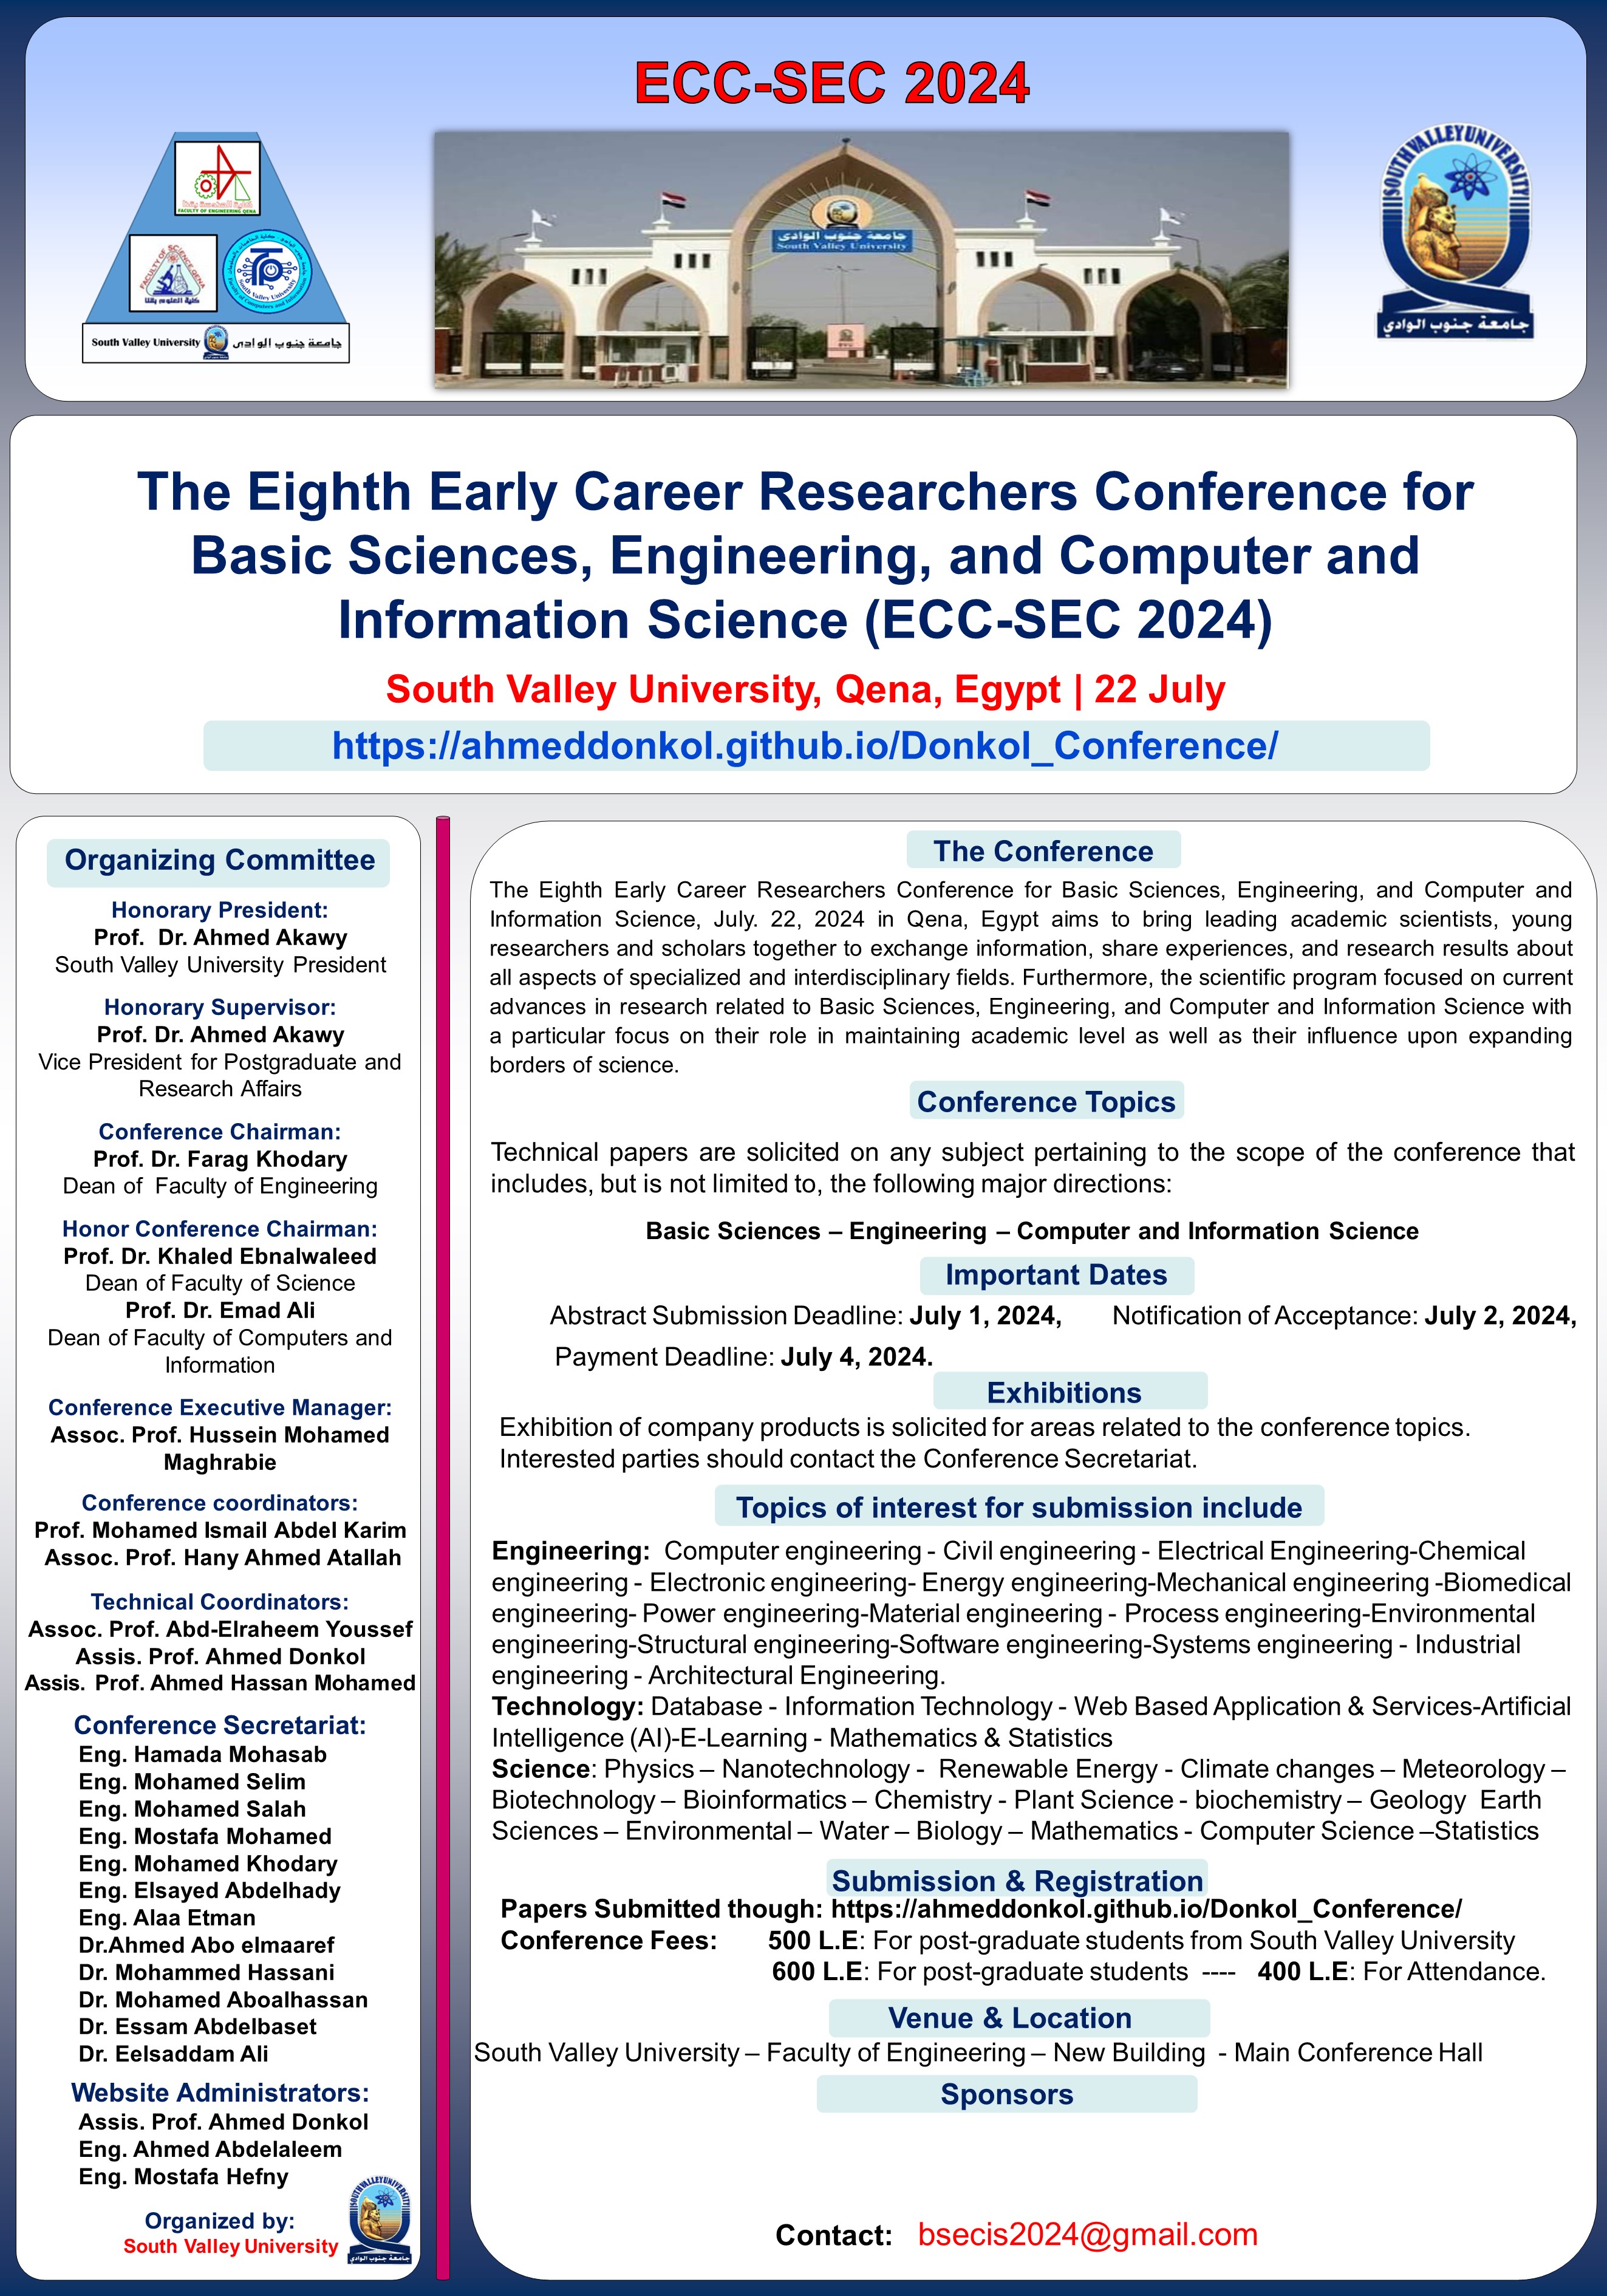 ECC-SEC 2024
FACULTY OF ENGINEERING QENA
FACULTY OF SCIENCE QENA
كلية العلوم بقنا
South Valley University
Faculty of Computers and Information
South Valley University جامعة جنوب الوادى
جامعة جنوب الوادى
South Valley University
SOUTH VALLEY UNIVERSITY
جامعة جنوب الوادي
The Eighth Early Career Researchers Conference for
Basic Sciences, Engineering, and Computer and
Information Science (ECC-SEC 2024)
South Valley University, Qena, Egypt | 22 July
https://ahmeddonkol.github.io/Donkol_Conference/
Organizing Committee
Honorary President:
Prof. Dr. Ahmed Akawy
South Valley University President
Honorary Supervisor:
Prof. Dr. Ahmed Akawy
Vice President for Postgraduate and
Research Affairs
Conference Chairman:
Prof. Dr. Farag Khodary
Dean of Faculty of Engineering
Honor Conference Chairman:
Prof. Dr. Khaled Ebnalwaleed
Dean of Faculty of Science
Prof. Dr. Emad Ali
Dean of Faculty of Computers and
Information
Conference Executive Manager:
Assoc. Prof. Hussein Mohamed
Maghrabie
Conference coordinators:
Prof. Mohamed Ismail Abdel Karim
Assoc. Prof. Hany Ahmed Atallah
Technical Coordinators:
Assoc. Prof. Abd-Elraheem Youssef
Assis. Prof. Ahmed Donkol
Assis. Prof. Ahmed Hassan Mohamed
Conference Secretariat:
Eng. Hamada Mohasab
Eng. Mohamed Selim
Eng. Mohamed Salah
Eng. Mostafa Mohamed
Eng. Mohamed Khodary
Eng. Elsayed Abdelhady
Eng. Alaa Etman
Dr.Ahmed Abo elmaaref
Dr. Mohammed Hassani
Dr. Mohamed Aboalhassan
Dr. Essam Abdelbaset
Dr. Eelsaddam Ali
Website Administrators:
Assis. Prof. Ahmed Donkol
Eng. Ahmed Abdelaleem
Eng. Mostafa Hefny
Organized by:
South Valley University
SOUTH VALLEY UNIVERSITY
جامعة جنوب الوادي
The Conference
The Eighth Early Career Researchers Conference for Basic Sciences, Engineering, and Computer and
Information Science, July. 22, 2024 in Qena, Egypt aims to bring leading academic scientists, young
researchers and scholars together to exchange information, share experiences, and research results about
all aspects of specialized and interdisciplinary fields. Furthermore, the scientific program focused on current
advances in research related to Basic Sciences, Engineering, and Computer and Information Science with
a particular focus on their role in maintaining academic level as well as their influence upon expanding
borders of science.
Conference Topics
Technical papers are solicited on any subject pertaining to the scope of the conference that
includes, but is not limited to, the following major directions:
Basic Sciences – Engineering – Computer and Information Science
Important Dates
Abstract Submission Deadline: July 1, 2024, Notification of Acceptance: July 2, 2024,
Payment Deadline: July 4, 2024.
Exhibitions
Exhibition of company products is solicited for areas related to the conference topics.
Interested parties should contact the Conference Secretariat.
Topics of interest for submission include
Engineering: Computer engineering - Civil engineering - Electrical Engineering-Chemical
engineering - Electronic engineering- Energy engineering-Mechanical engineering -Biomedical
engineering- Power engineering-Material engineering - Process engineering-Environmental
engineering-Structural engineering-Software engineering-Systems engineering - Industrial
engineering - Architectural Engineering.
Technology: Database - Information Technology - Web Based Application & Services-Artificial
Intelligence (AI)-E-Learning - Mathematics & Statistics
Science: Physics – Nanotechnology - Renewable Energy - Climate changes – Meteorology –
Biotechnology – Bioinformatics – Chemistry - Plant Science - biochemistry – Geology Earth
Sciences – Environmental – Water – Biology – Mathematics - Computer Science –Statistics
Submission & Registration
Papers Submitted though: https://ahmeddonkol.github.io/Donkol_Conference/
Conference Fees: 500 L.E: For post-graduate students from South Valley University
600 L.E: For post-graduate students ---- 400 L.E: For Attendance.
Venue & Location
South Valley University – Faculty of Engineering – New Building - Main Conference Hall
Sponsors
Contact: bsecis2024@gmail.com